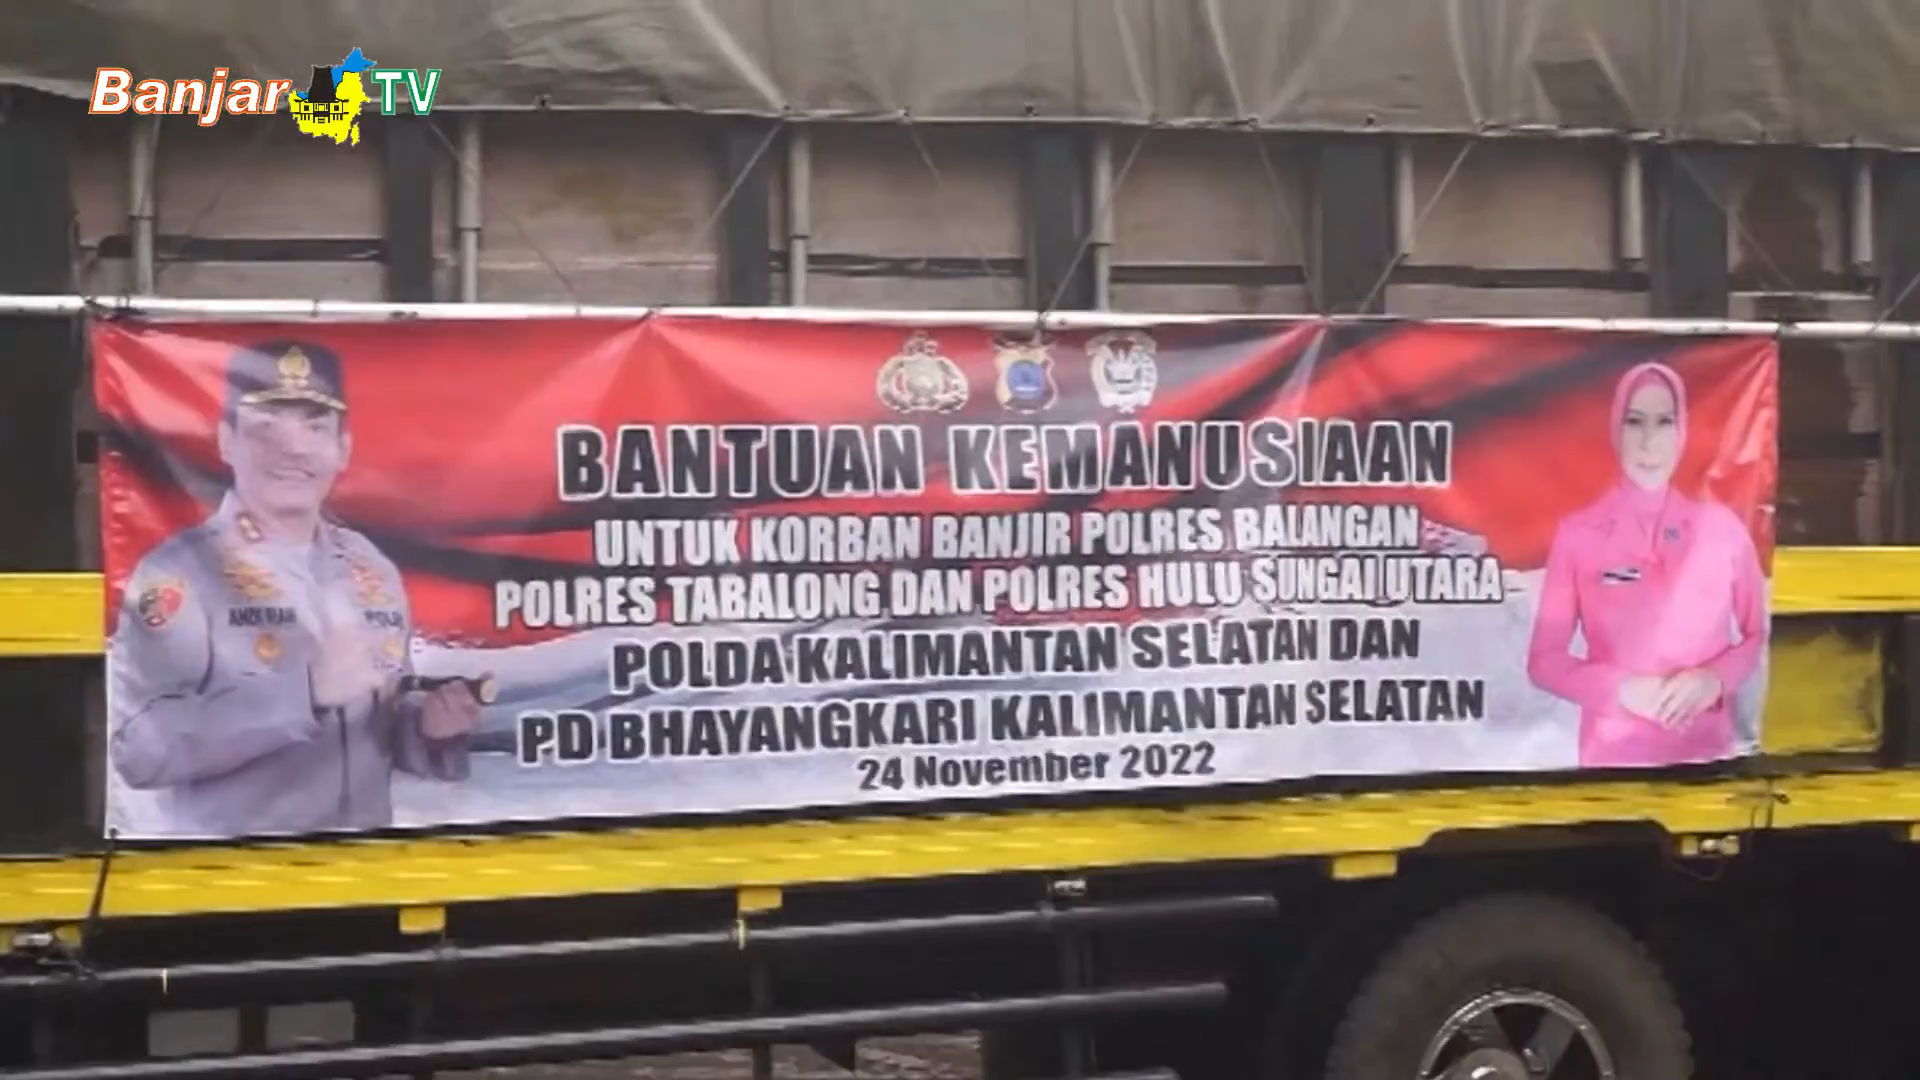 Banjar TV
BANTUAN KEMANUSIAAN
UNTUK KORBAN BANJIR POLRES BALANGAN
POLRES TABALONG, DAN POLRES HULU SUNGAI UTARA
POLDA KALIMANTAN SELATAN DAN
PD BHAYANGKARI KALIMANTAN SELATAN
24 November 2022